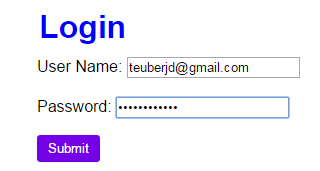 Login
User Name: teuberjd@gmail.com
Password: ••••••••••••
Submit